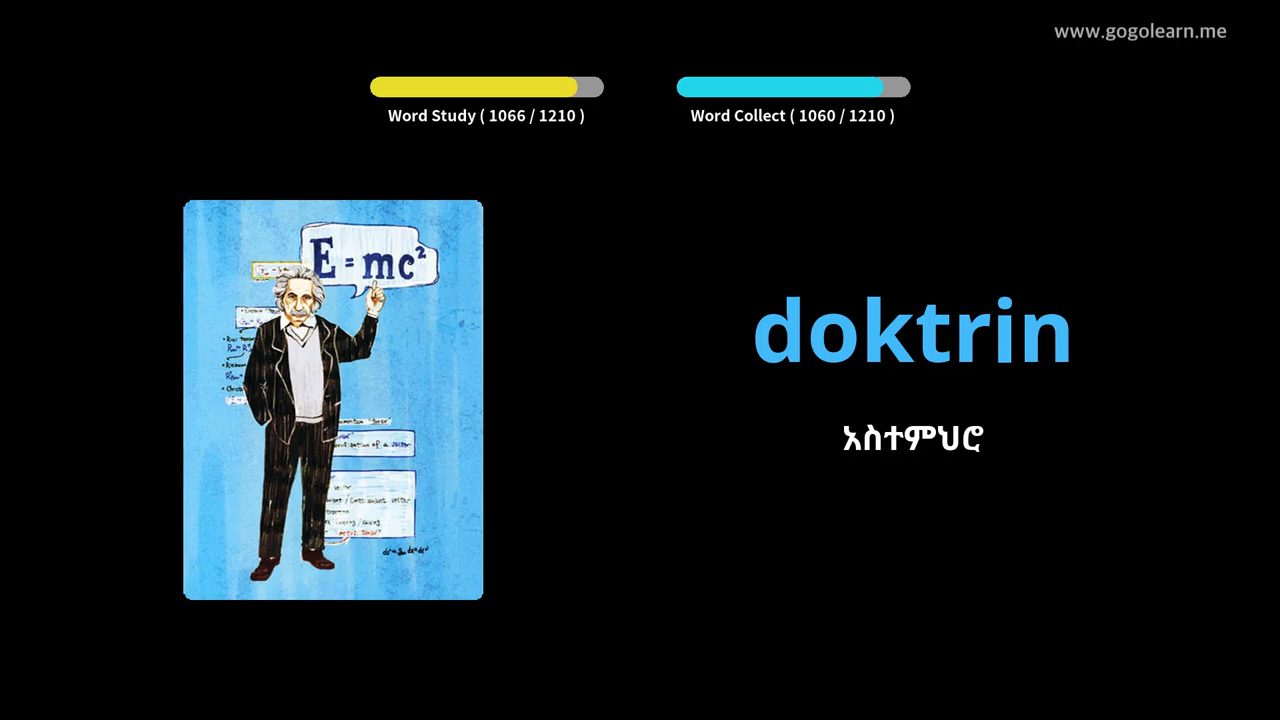 www.gogolearn.me
Word Study ( 1066 / 1210 )
Word Collect ( 1060 / 1210 )
E = mc²
doktrin
አስተምህሮ